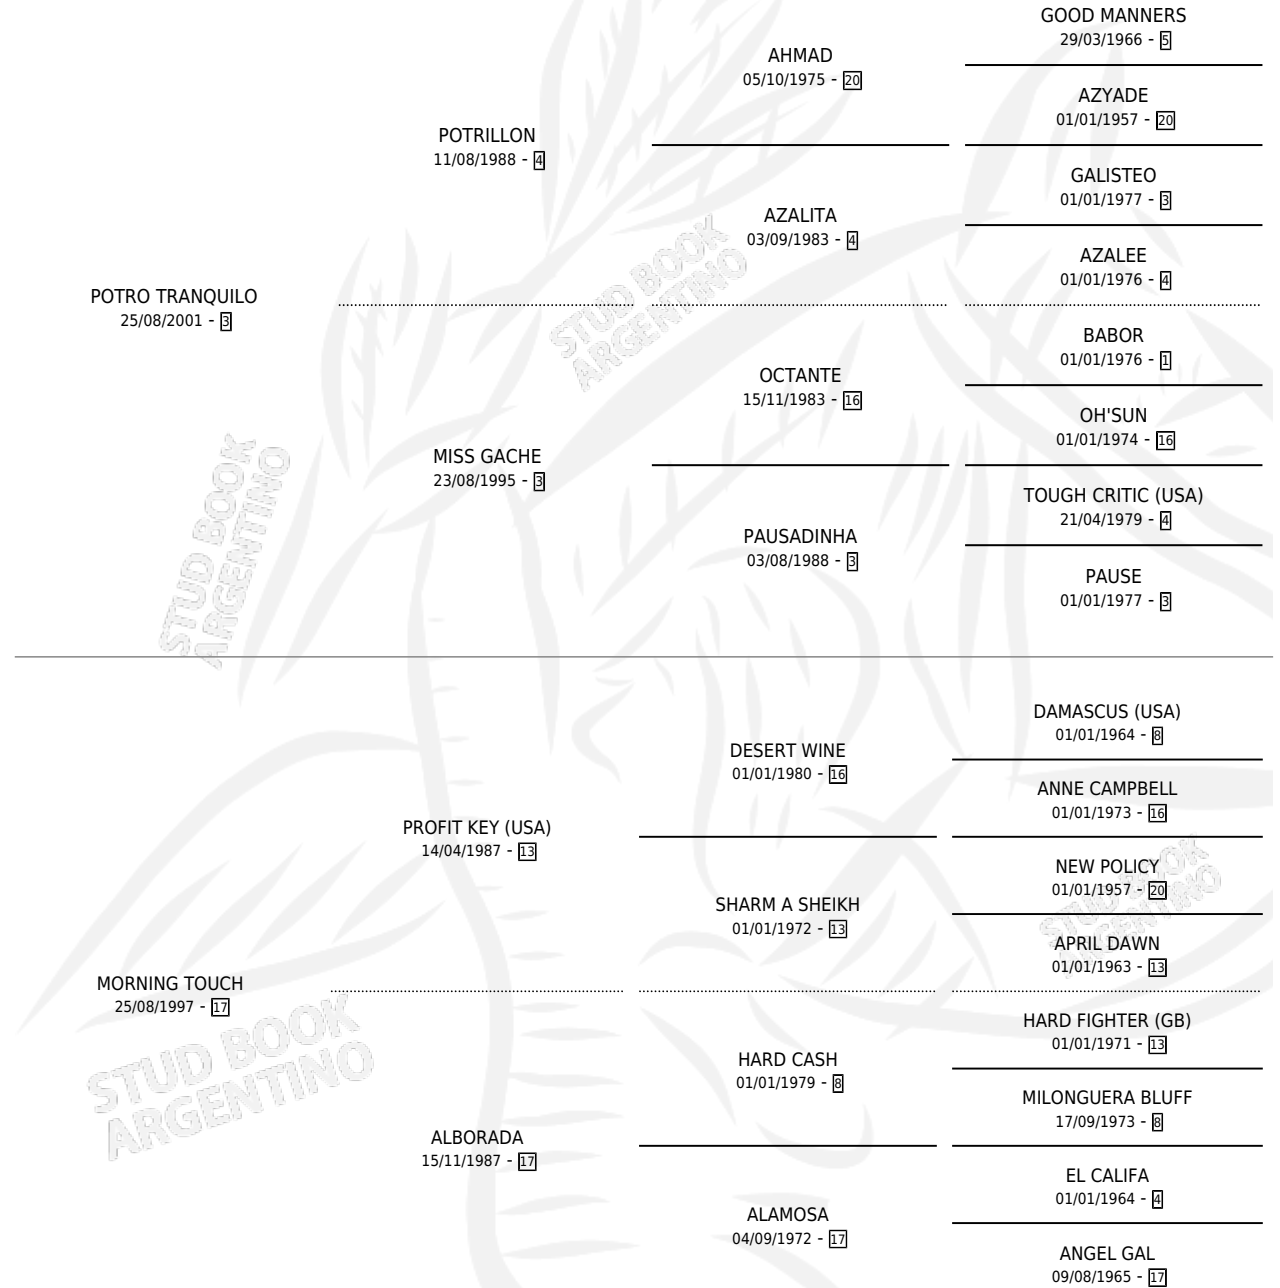 GOOD MANNERS
29/03/1966 - 5
AHMAD
05/10/1975 - 20
AZYADE
01/01/1957 - 20
POTRILLON
11/08/1988 - 4
GALISTEO
01/01/1977 - 3
AZALITA
03/09/1983 - 4
AZALEE
01/01/1976 - 4
POTRO TRANQUILO
25/08/2001 - 3
BABOR
01/01/1976 - 1
OCTANTE
15/11/1983 - 16
OH'SUN
01/01/1974 - 16
MISS GACHE
23/08/1995 - 3
TOUGH CRITIC (USA)
21/04/1979 - 4
PAUSADINHA
03/08/1988 - 3
PAUSE
01/01/1977 - 3
STUD BOOK
ARGENTINO
STUD BOOK
ARGENTINO
DAMASCUS (USA)
01/01/1964 - 8
DESERT WINE
01/01/1980 - 16
ANNE CAMPBELL
01/01/1973 - 16
PROFIT KEY (USA)
14/04/1987 - 13
NEW POLICY
01/01/1957 - 20
SHARM A SHEIKH
01/01/1972 - 13
APRIL DAWN
01/01/1963 - 13
STUD BOOK
ARGENTINO
MORNING TOUCH
25/08/1997 - 17
HARD FIGHTER (GB)
01/01/1971 - 13
HARD CASH
01/01/1979 - 8
MILONGUERA BLUFF
17/09/1973 - 8
STUD BOOK
ARGENTINO
ALBORADA
15/11/1987 - 17
EL CALIFA
01/01/1964 - 4
ALAMOSA
04/09/1972 - 17
ANGEL GAL
09/08/1965 - 17